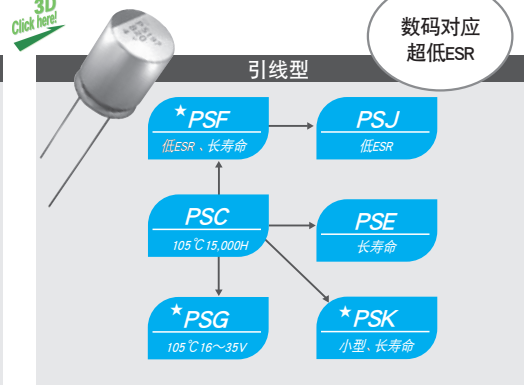 3D
Click here!
数码对应
超低ESR
引线型
★PSF
低ESR、长寿命
PSJ
低ESR
PSC
105℃15,000H
PSE
长寿命
★PSG
105℃16～35V
★PSK
小型、长寿命